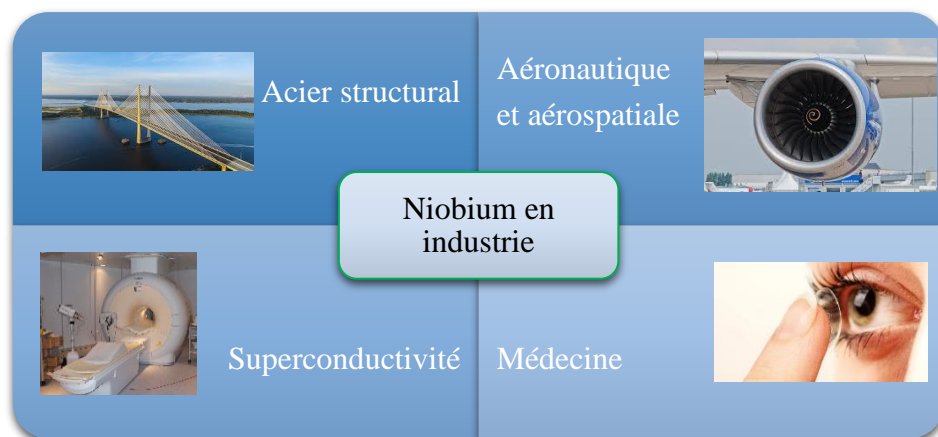 Acier structural
Aéronautique
et aérospatiale
Niobium en
industrie
Superconductivité
Médecine